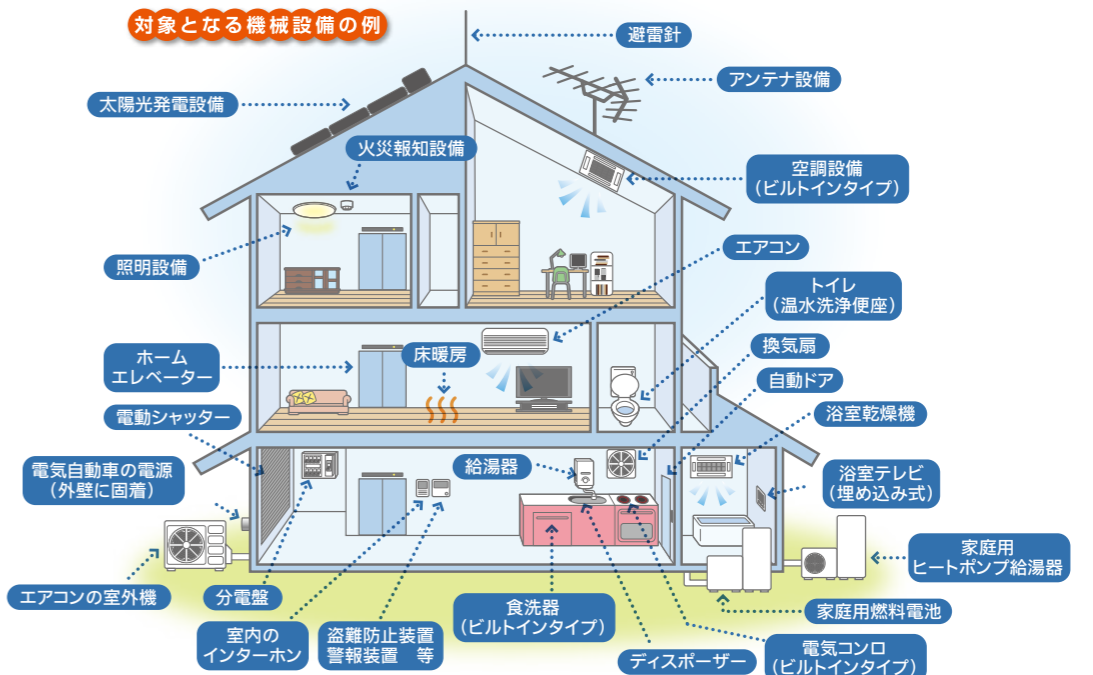 対象となる機械設備の例
避雷針
アンテナ設備
太陽光発電設備
火災報知設備
空調設備
（ビルトインタイプ）
照明設備
エアコン
トイレ
（温水洗浄便座）
換気扇
ホーム
エレベーター
床暖房
自動ドア
電動シャッター
浴室乾燥機
電気自動車の電源
（外壁に固着）
給湯器
浴室テレビ
（埋め込み式）
家庭用
ヒートポンプ給湯器
エアコンの室外機
分電盤
食洗器
（ビルトインタイプ）
家庭用燃料電池
室内の
インターホン
盗難防止装置
警報装置　等
ディスポーザー
電気コンロ
（ビルトインタイプ）